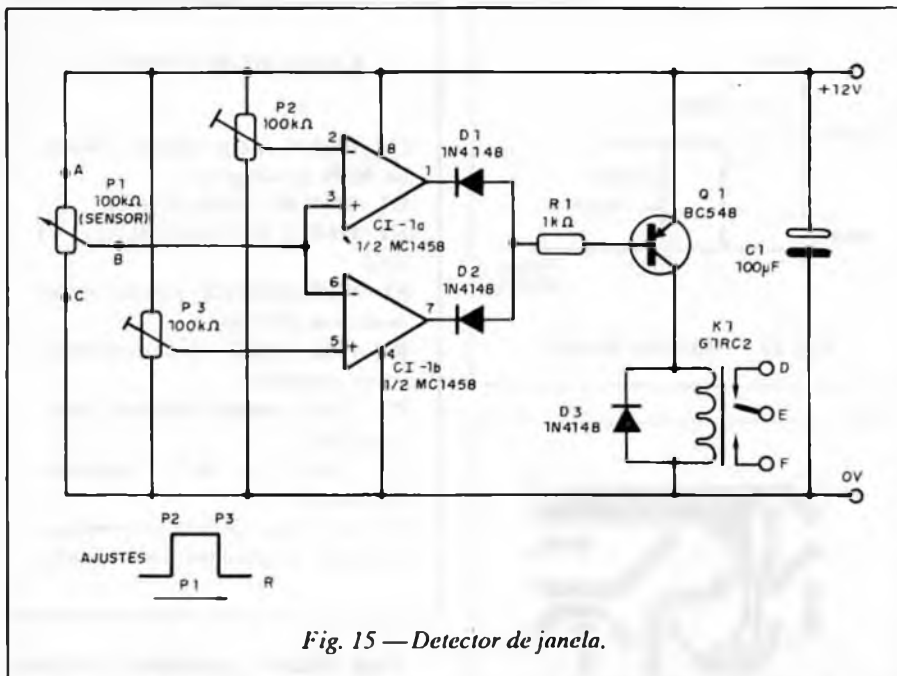 +12V
P2
100kΩ
2
-
8
D1
1N4148
A
P1
100kΩ
(SENSOR)
3
+
1
R1
1kΩ
Q1
BC548
CI-1a
1/2 MC1458
C1
100µF
B
C
6
-
D2
1N4148
7
P3
100kΩ
5
+
4
CI-1b
1/2 MC1458
K1
G1RC2
D
D3
1N4148
E
F
0V
P2 P3
AJUSTES
R
P1
Fig. 15 — Detector de janela.